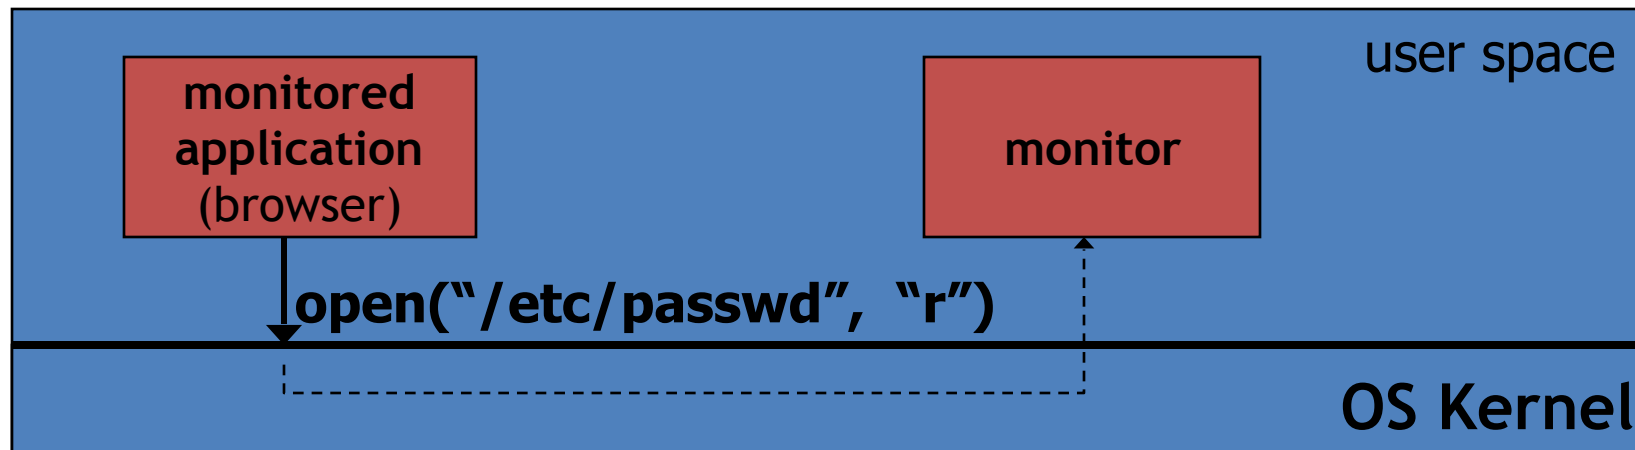 user space
monitored
application
(browser)
monitor
open(“/etc/passwd”, “r”)
OS Kernel